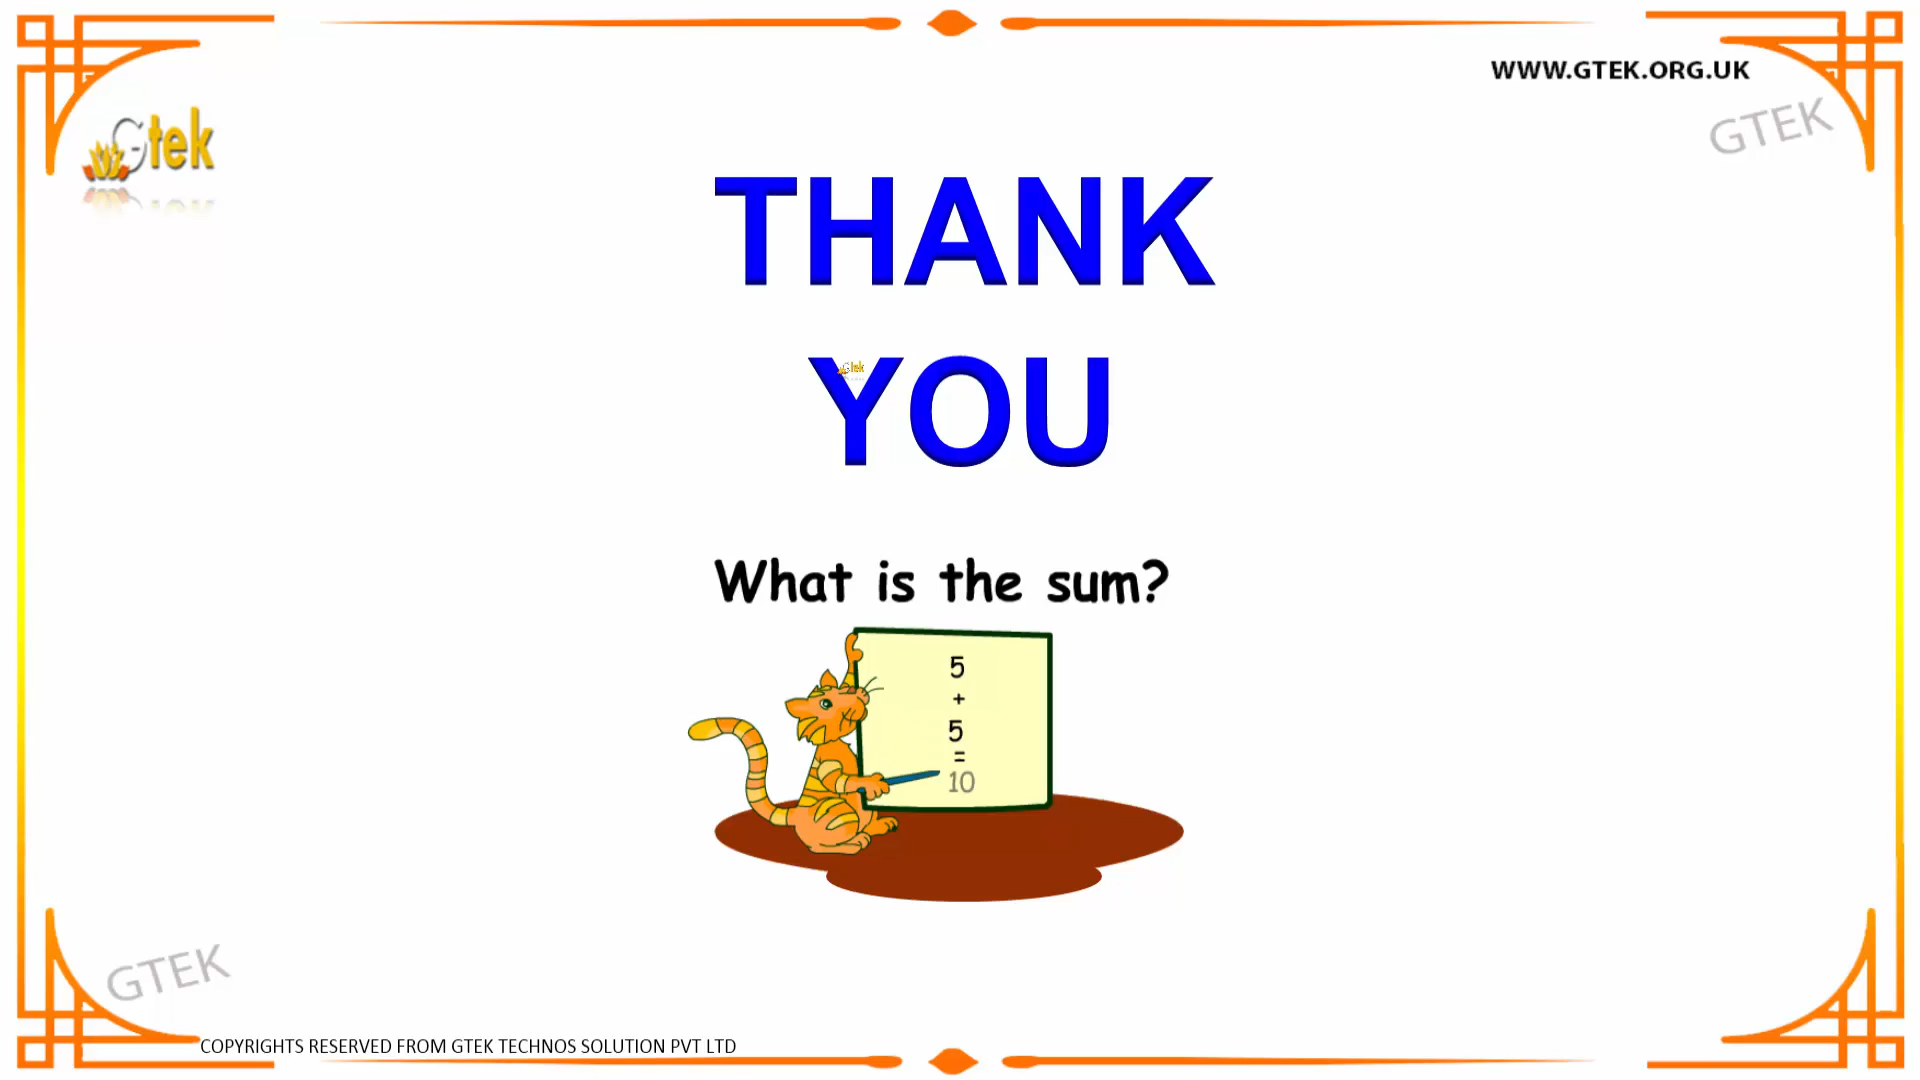 WWW.GTEK.ORG.UK
Gtek
GTEK
THANK
YOU
Gtek
What is the sum?
5
+
5
=
10
GTEK
COPYRIGHTS RESERVED FROM GTEK TECHNOS SOLUTION PVT LTD